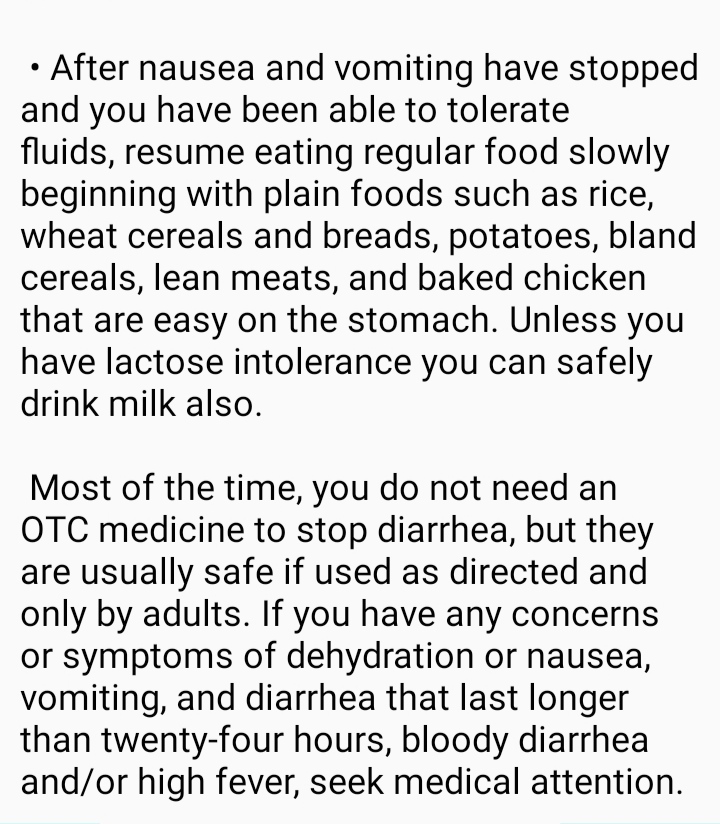 • After nausea and vomiting have stopped
and you have been able to tolerate
fluids, resume eating regular food slowly
beginning with plain foods such as rice,
wheat cereals and breads, potatoes, bland
cereals, lean meats, and baked chicken
that are easy on the stomach. Unless you
have lactose intolerance you can safely
drink milk also.
Most of the time, you do not need an
OTC medicine to stop diarrhea, but they
are usually safe if used as directed and
only by adults. If you have any concerns
or symptoms of dehydration or nausea,
vomiting, and diarrhea that last longer
than twenty-four hours, bloody diarrhea
and/or high fever, seek medical attention.